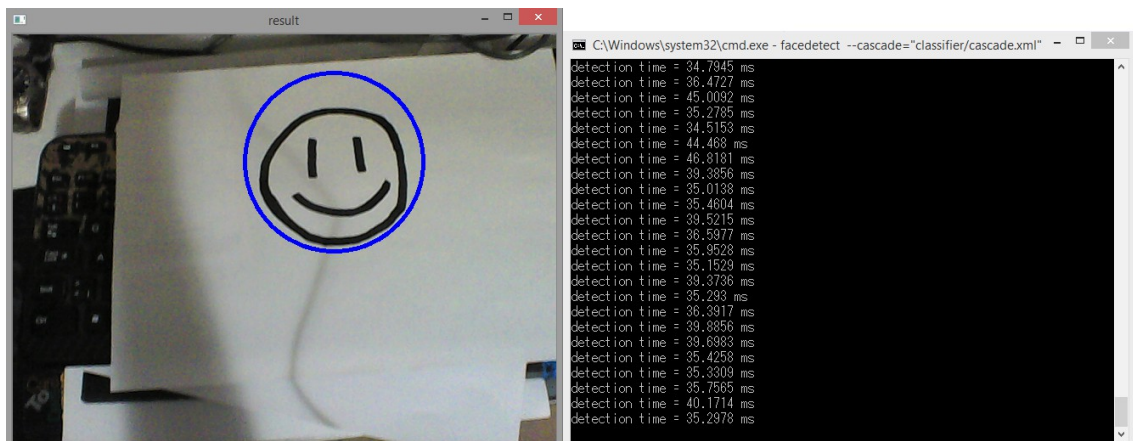 result
C:\Windows\system32\cmd.exe - facedetect --cascade="classifier/cascade.xml"
detection time = 34.7945 ms
detection time = 36.4727 ms
detection time = 45.0092 ms
detection time = 35.2785 ms
detection time = 34.5153 ms
detection time = 44.468 ms
detection time = 46.8181 ms
detection time = 39.3856 ms
detection time = 35.0138 ms
detection time = 35.4604 ms
detection time = 39.5215 ms
detection time = 36.5977 ms
detection time = 35.9528 ms
detection time = 35.1529 ms
detection time = 39.3736 ms
detection time = 35.293 ms
detection time = 36.3917 ms
detection time = 39.8856 ms
detection time = 39.6983 ms
detection time = 35.4258 ms
detection time = 35.3309 ms
detection time = 35.7565 ms
detection time = 40.1714 ms
detection time = 35.2978 ms